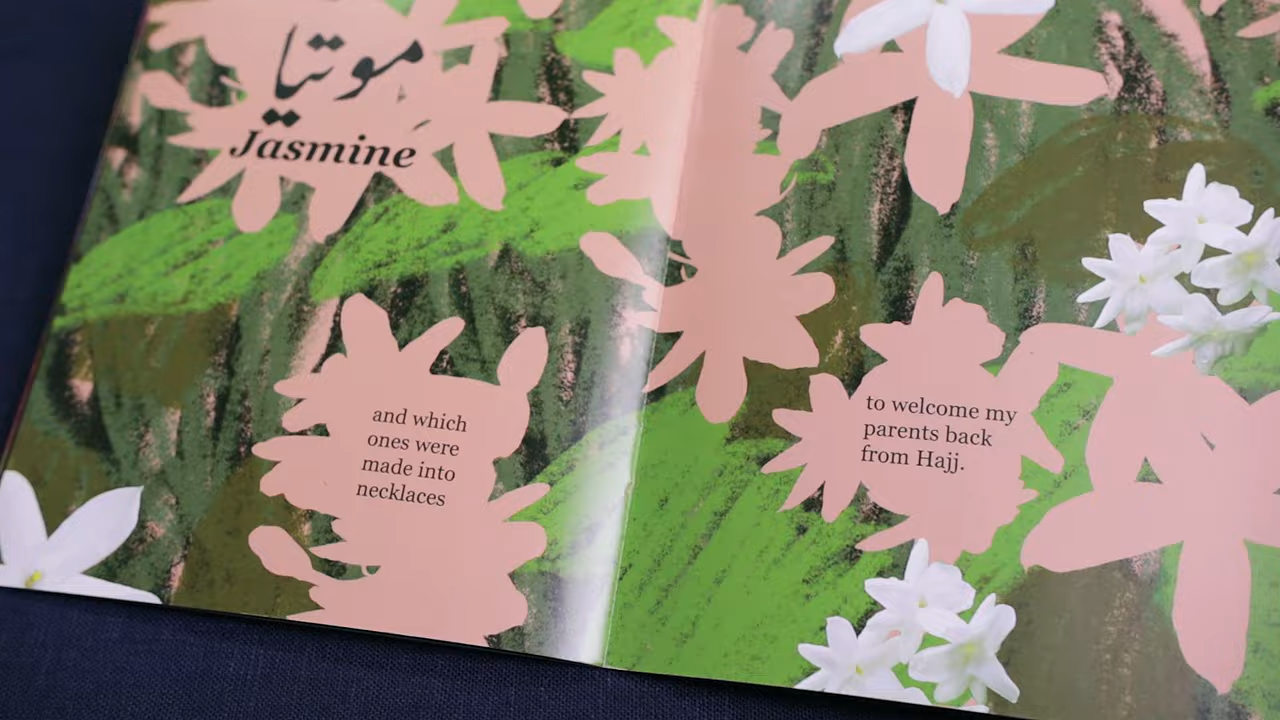 موتیا
Jasmine
and which
ones were
made into
necklaces
to welcome my
parents back
from Hajj.